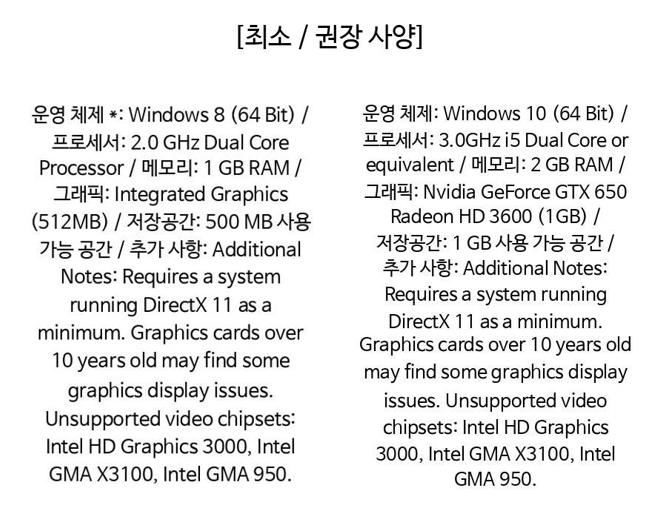 [최소 / 권장 사양]
운영 체제 *: Windows 8 (64 Bit) /
프로세서: 2.0 GHz Dual Core
Processor / 메모리: 1 GB RAM /
그래픽: Integrated Graphics
(512MB) / 저장공간: 500 MB 사용
가능 공간 / 추가 사항: Additional
Notes: Requires a system
running DirectX 11 as a
minimum. Graphics cards over
10 years old may find some
graphics display issues.
Unsupported video chipsets:
Intel HD Graphics 3000, Intel
GMA X3100, Intel GMA 950.
운영 체제: Windows 10 (64 Bit) /
프로세서: 3.0GHz i5 Dual Core or
equivalent / 메모리: 2 GB RAM /
그래픽: Nvidia GeForce GTX 650
Radeon HD 3600 (1GB) /
저장공간: 1 GB 사용 가능 공간 /
추가 사항: Additional Notes:
Requires a system running
DirectX 11 as a minimum.
Graphics cards over 10 years old
may find some graphics display
issues. Unsupported video
chipsets: Intel HD Graphics
3000, Intel GMA X3100, Intel
GMA 950.